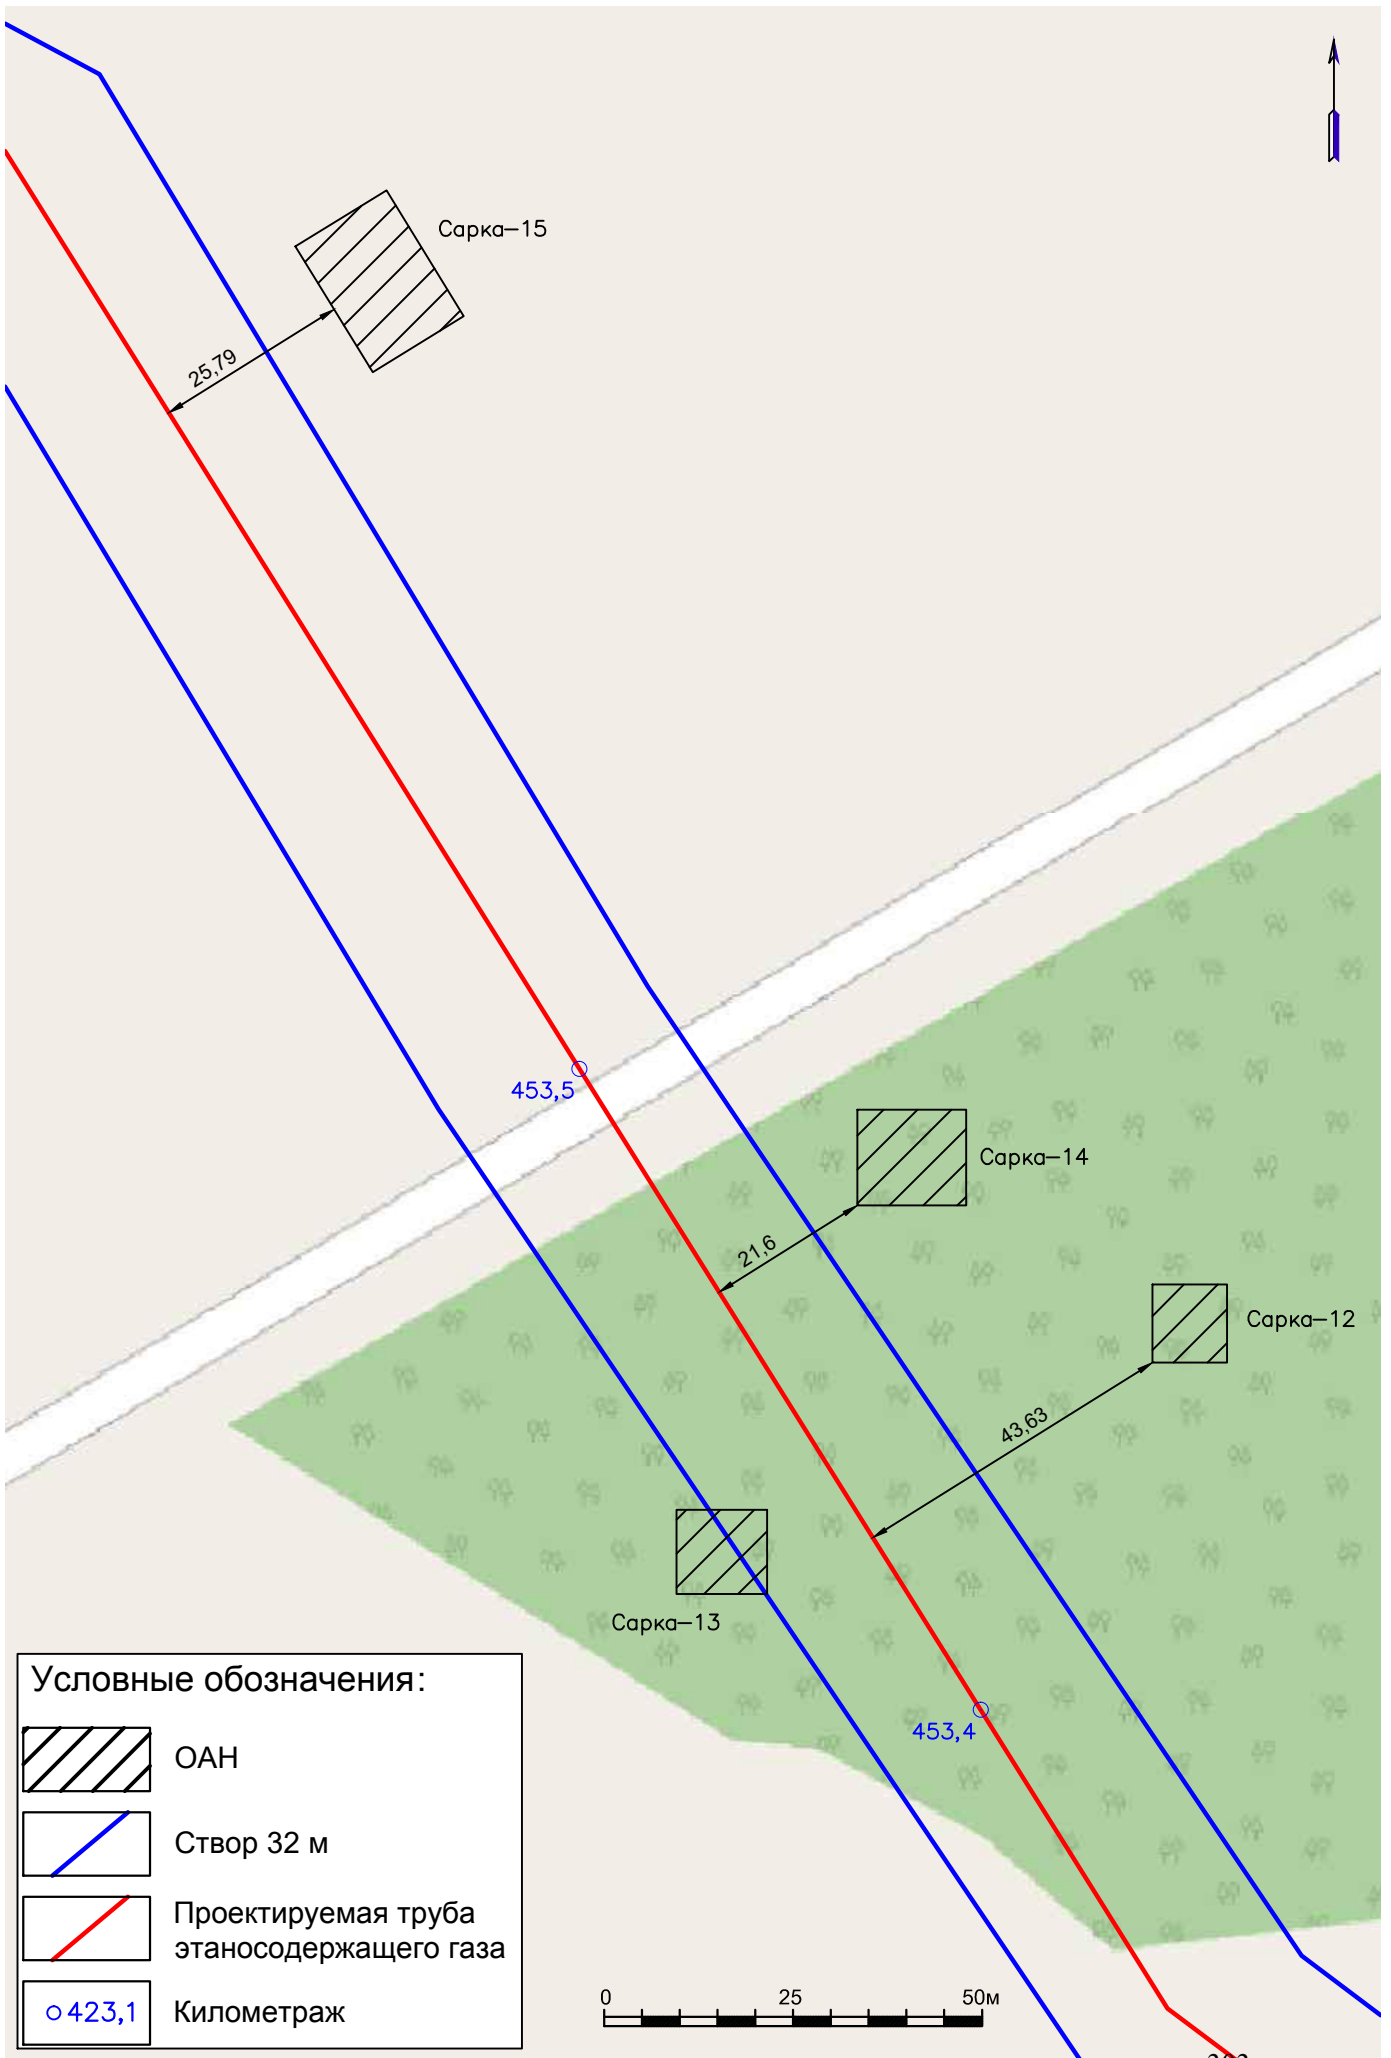 Сарка-15
25,79
453,5
Сарка-14
21,6
Сарка-12
43,63
Сарка-13
453,4
Условные обозначения:
ОАН
Створ 32 м
Проектируемая труба
этаносодержащего газа
423,1 Километраж
0 25 50м